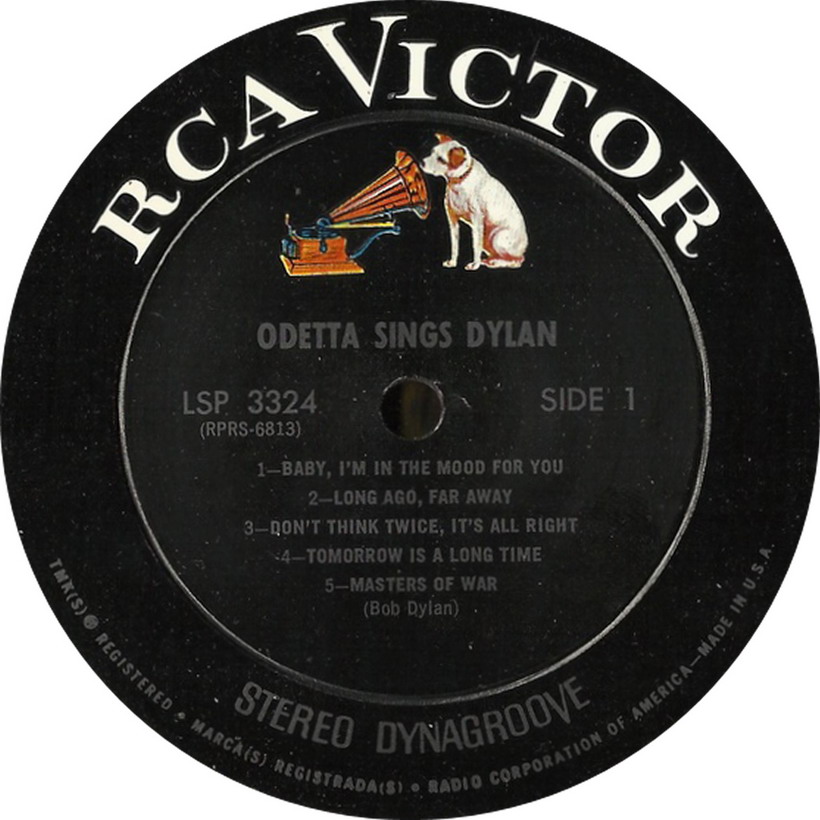 RCA VICTOR
ODETTA SINGS DYLAN
LSP 3324
SIDE 1
(RPRS-6813)
1—BABY, I'M IN THE MOOD FOR YOU
2—LONG AGO, FAR AWAY
3—DON'T THINK TWICE, IT'S ALL RIGHT
4—TOMORROW IS A LONG TIME
5—MASTERS OF WAR
(Bob Dylan)
STEREO DYNAGROOVE
TMK(S) ® REGISTERED • MARCA(S) REGISTRADA(S) • RADIO CORPORATION OF AMERICA—MADE IN U.S.A.